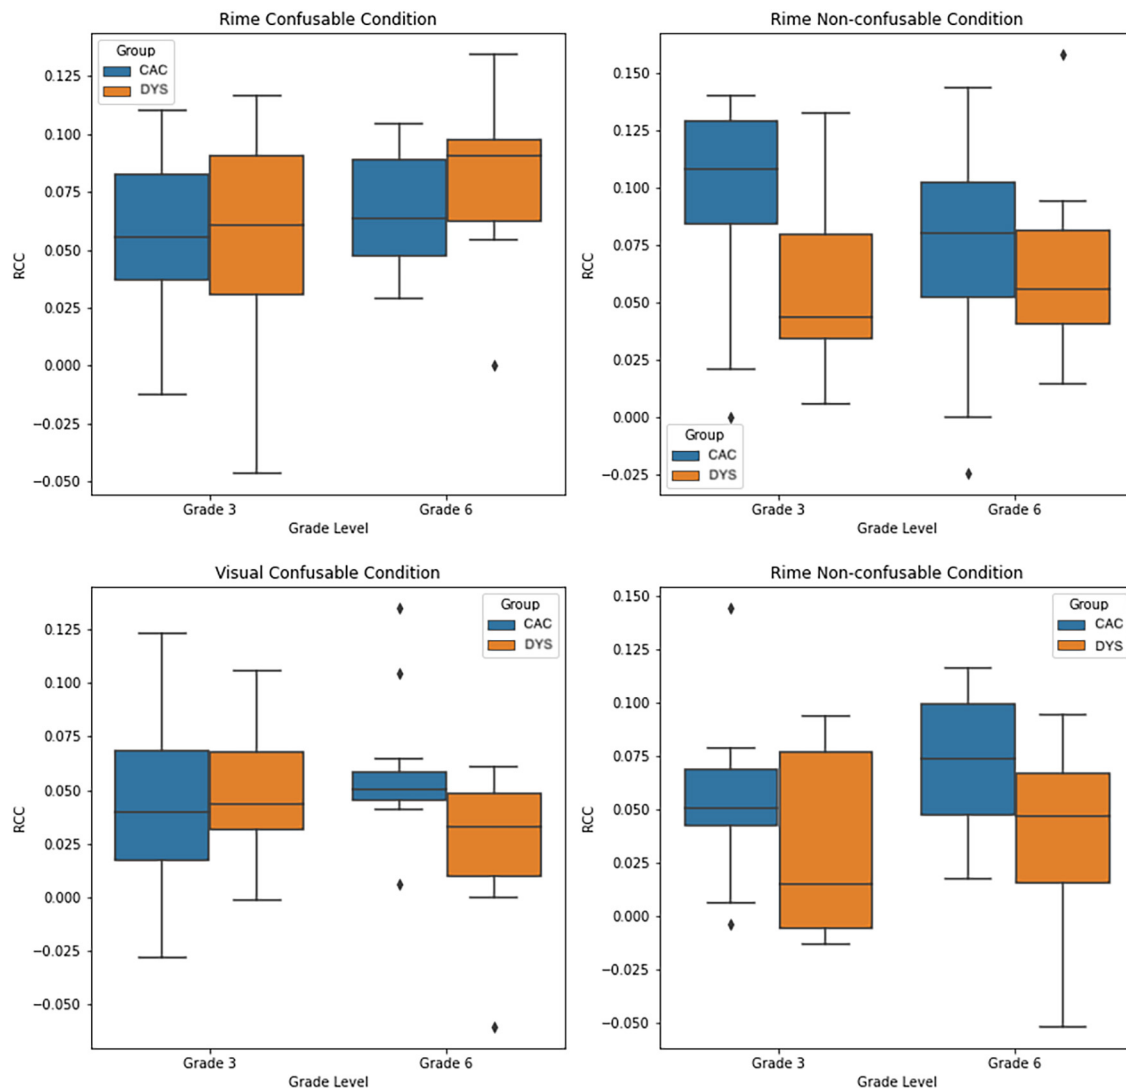 Rime Confusable Condition
Group
CAC
DYS
0.125
0.100
0.075
0.050
0.025
0.000
−0.025
−0.050
RCC
Grade 3
Grade 6
Grade Level
Rime Non-confusable Condition
0.150
0.125
0.100
0.075
0.050
0.025
0.000
−0.025
RCC
Group
CAC
DYS
Grade 3
Grade 6
Grade Level
Visual Confusable Condition
Group
CAC
DYS
0.125
0.100
0.075
0.050
0.025
0.000
−0.025
−0.050
RCC
Grade 3
Grade 6
Grade Level
Rime Non-confusable Condition
Group
CAC
DYS
0.150
0.125
0.100
0.075
0.050
0.025
0.000
−0.025
−0.050
RCC
Grade 3
Grade 6
Grade Level